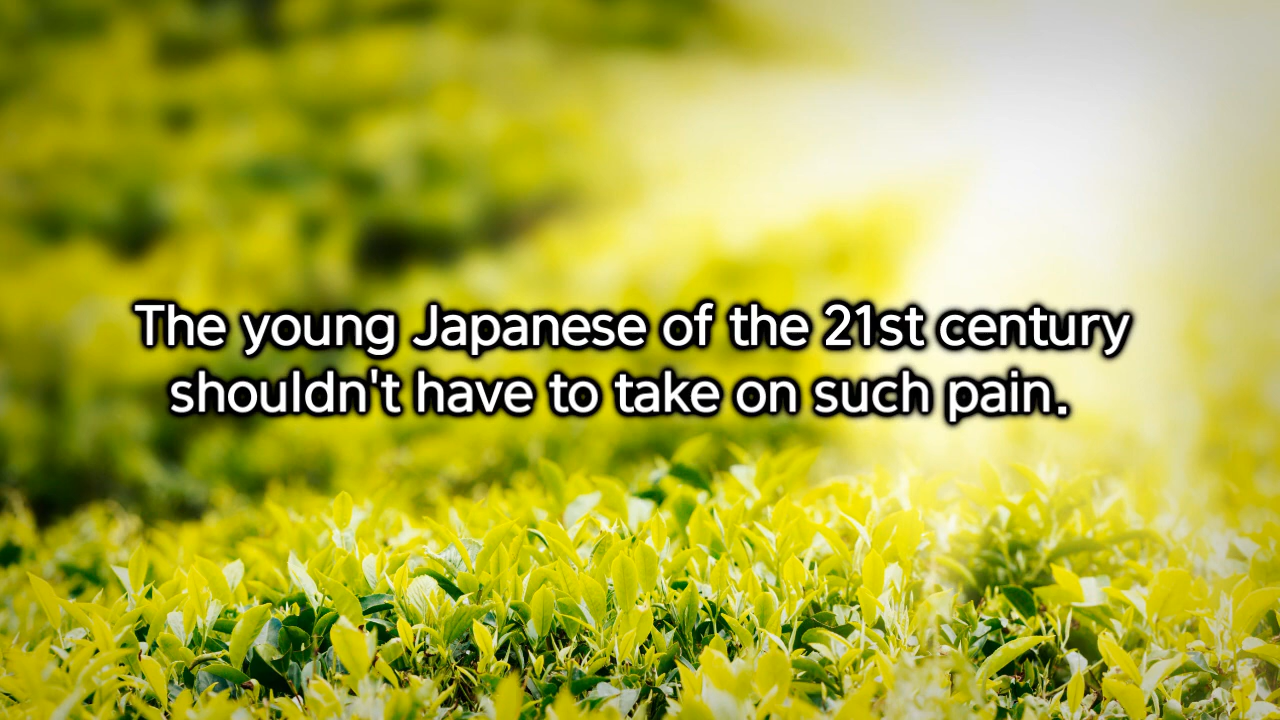 The young Japanese of the 21st century
shouldn't have to take on such pain.